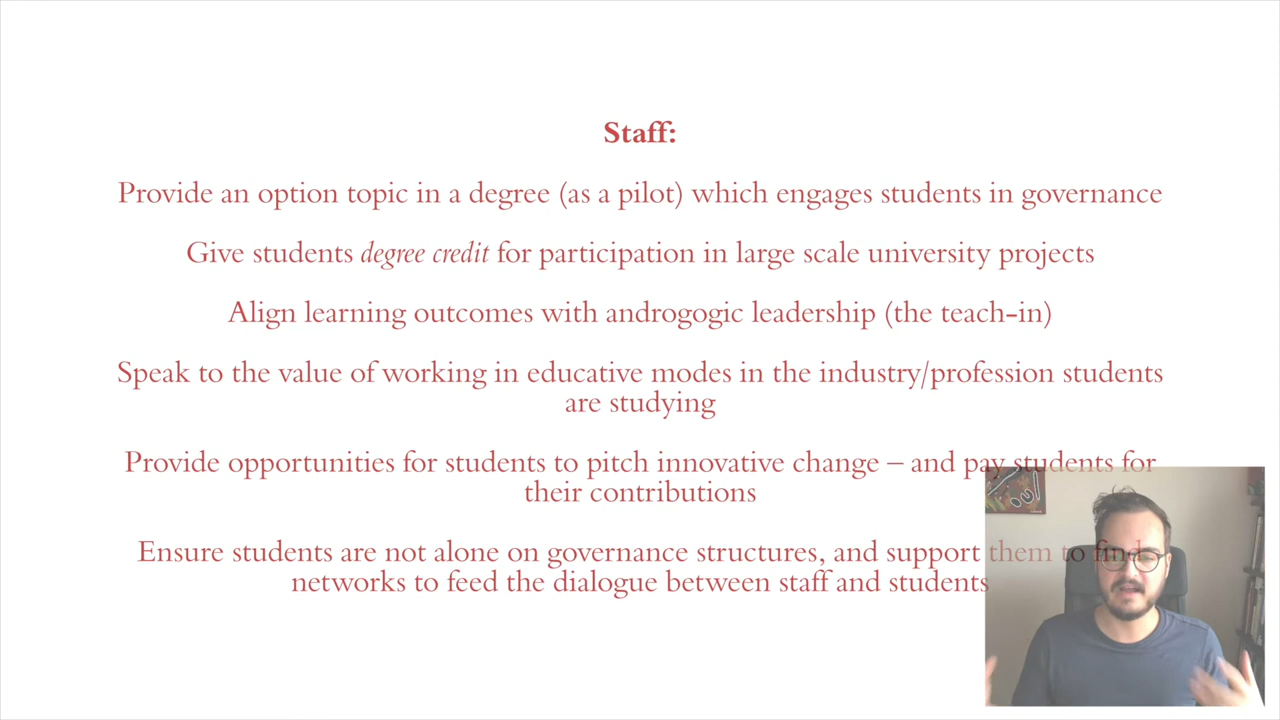 Staff:
Provide an option topic in a degree (as a pilot) which engages students in governance
Give students degree credit for participation in large scale university projects
Align learning outcomes with androgogic leadership (the teach-in)
Speak to the value of working in educative modes in the industry/profession students
are studying
Provide opportunities for students to pitch innovative change – and pay students for
their contributions
Ensure students are not alone on governance structures, and support them to find
networks to feed the dialogue between staff and students